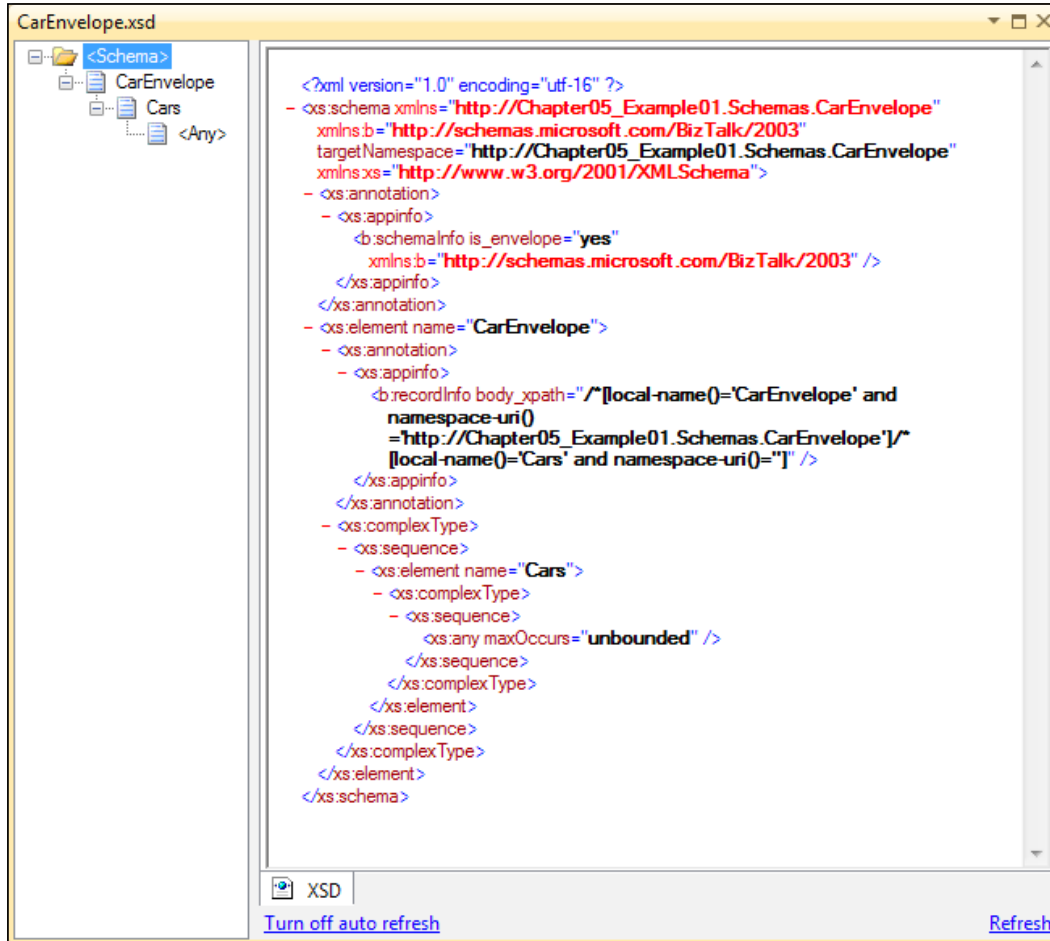 CarEnvelope.xsd
<Schema>
CarEnvelope
Cars
<Any>
<?xml version="1.0" encoding="utf-16" ?>
– <xs:schema xmlns="http://Chapter05_Example01.Schemas.CarEnvelope"
xmlns:b="http://schemas.microsoft.com/BizTalk/2003"
targetNamespace="http://Chapter05_Example01.Schemas.CarEnvelope"
xmlns:xs="http://www.w3.org/2001/XMLSchema">
– <xs:annotation>
– <xs:appinfo>
<b:schemaInfo is_envelope="yes"
xmlns:b="http://schemas.microsoft.com/BizTalk/2003" />
</xs:appinfo>
</xs:annotation>
– <xs:element name="CarEnvelope">
– <xs:annotation>
– <xs:appinfo>
<b:recordInfo body_xpath="/*[local-name()='CarEnvelope' and
namespace-uri()
='http://Chapter05_Example01.Schemas.CarEnvelope']/*
[local-name()='Cars' and namespace-uri()='']" />
</xs:appinfo>
</xs:annotation>
– <xs:complexType>
– <xs:sequence>
– <xs:element name="Cars">
– <xs:complexType>
– <xs:sequence>
<xs:any maxOccurs="unbounded" />
</xs:sequence>
</xs:complexType>
</xs:element>
</xs:sequence>
</xs:complexType>
</xs:element>
</xs:schema>
XSD
Turn off auto refresh
Refresh